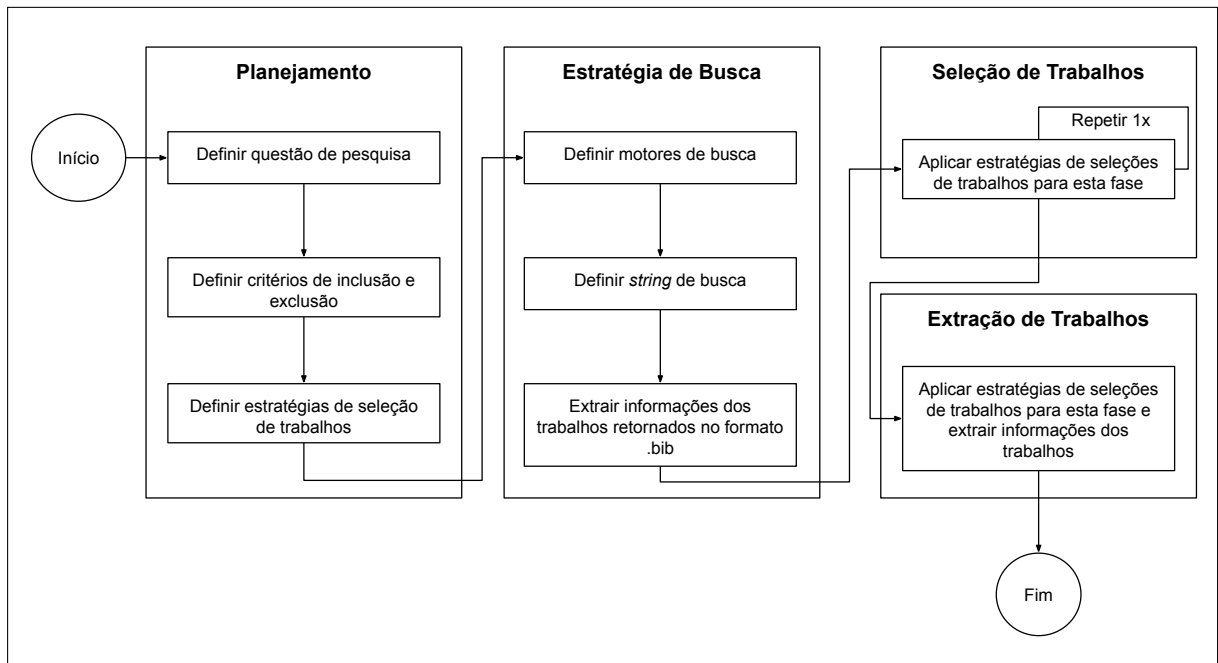 Início
Planejamento
Definir questão de pesquisa
Definir critérios de inclusão e
exclusão
Definir estratégias de seleção
de trabalhos
Estratégia de Busca
Definir motores de busca
Definir string de busca
Extrair informações dos
trabalhos retornados no formato
.bib
Seleção de Trabalhos
Repetir 1x
Aplicar estratégias de seleções
de trabalhos para esta fase
Extração de Trabalhos
Aplicar estratégias de seleções
de trabalhos para esta fase e
extrair informações dos
trabalhos
Fim